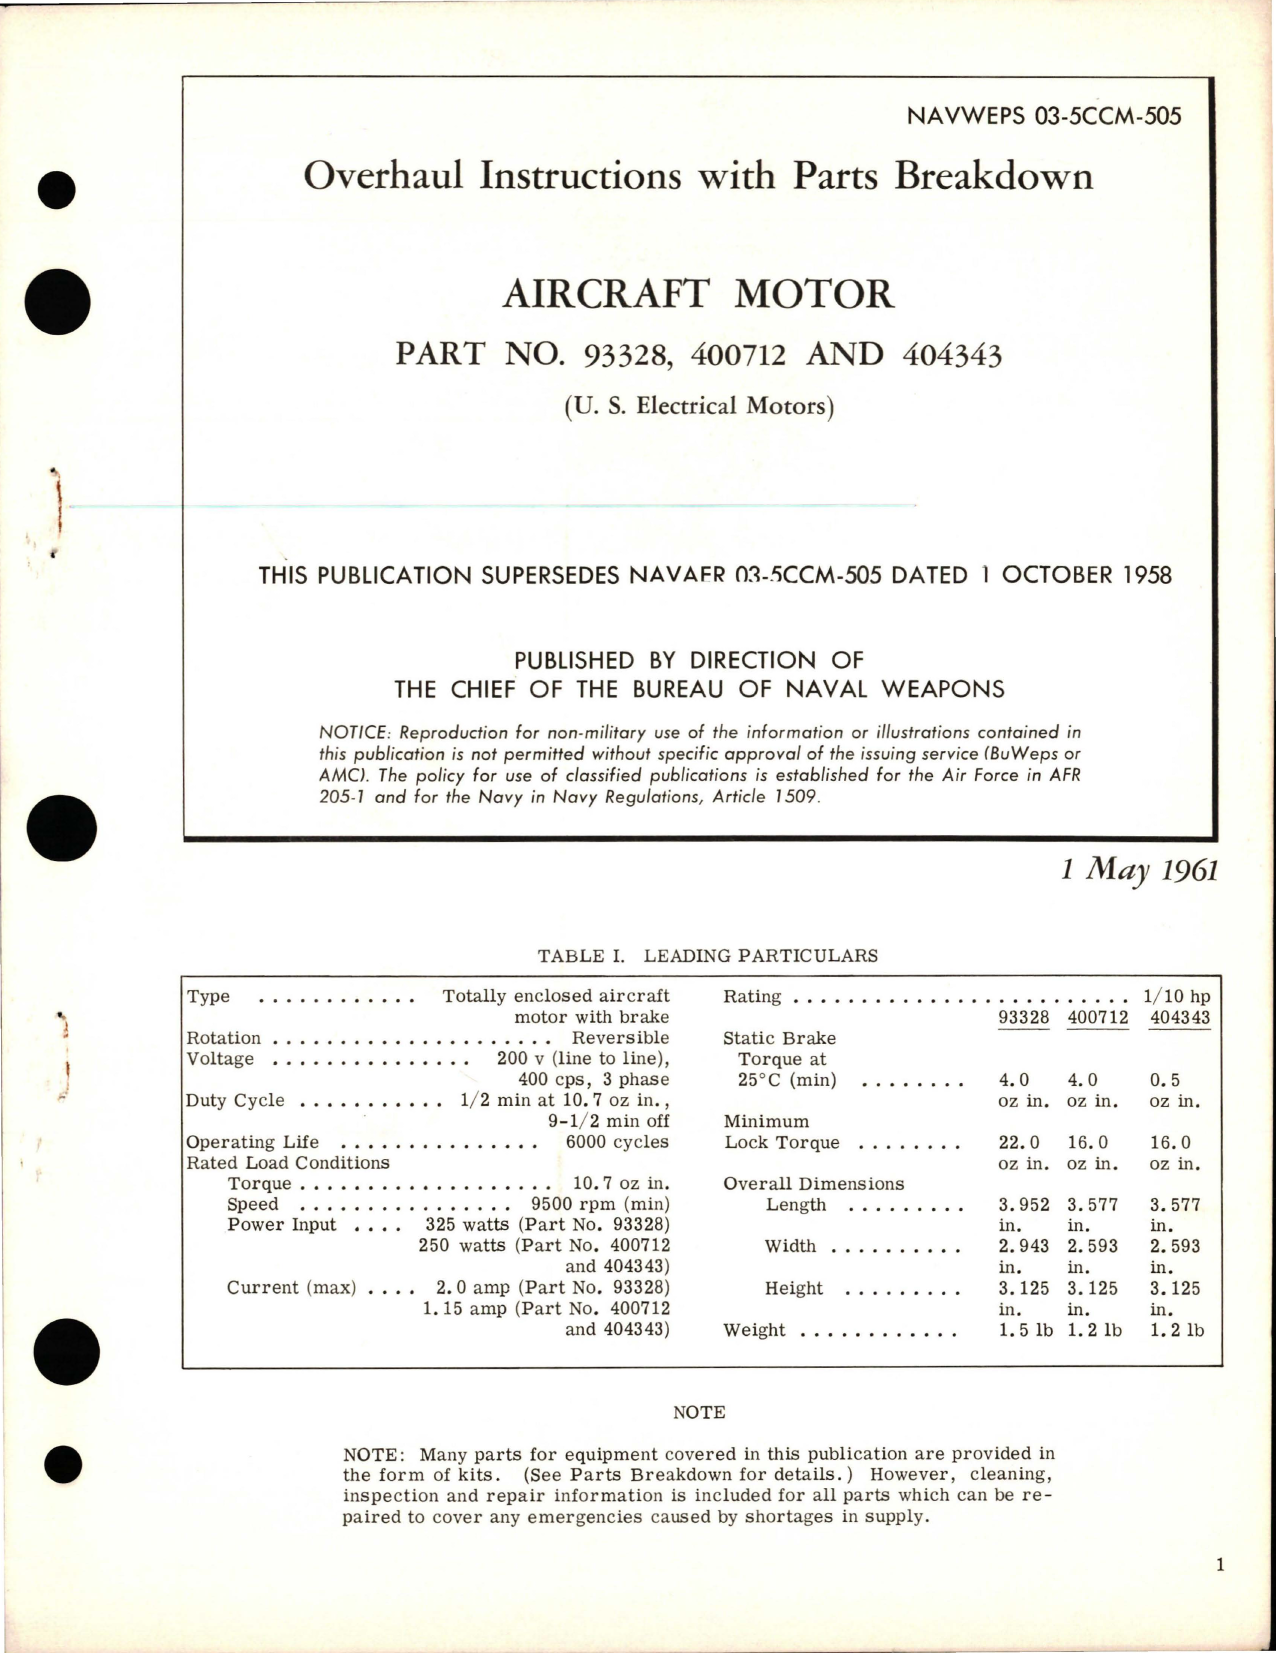 NAVWEPS 03-5CCM-505
Overhaul Instructions with Parts Breakdown
AIRCRAFT MOTOR
PART NO. 93328, 400712 AND 404343
(U. S. Electrical Motors)
THIS PUBLICATION SUPERSEDES NAVAER 03-5CCM-505 DATED 1 OCTOBER 1958
PUBLISHED BY DIRECTION OF
THE CHIEF OF THE BUREAU OF NAVAL WEAPONS
NOTICE: Reproduction for non-military use of the information or illustrations contained in
this publication is not permitted without specific approval of the issuing service (BuWeps or
AMC). The policy for use of classified publications is established for the Air Force in AFR
205-1 and for the Navy in Navy Regulations, Article 1509.
1 May 1961
TABLE I. LEADING PARTICULARS
Type . . . . . . . . . . . . Totally enclosed aircraft
motor with brake
Rotation . . . . . . . . . . . . . . . . . . . . . Reversible
Voltage . . . . . . . . . . . . . . . 200 v (line to line),
400 cps, 3 phase
Duty Cycle . . . . . . . . . . . 1/2 min at 10.7 oz in.,
9-1/2 min off
Operating Life . . . . . . . . . . . . . . . 6000 cycles
Rated Load Conditions
Torque . . . . . . . . . . . . . . . . . . . 10.7 oz in.
Speed . . . . . . . . . . . . . . . . 9500 rpm (min)
Power Input . . . . 325 watts (Part No. 93328)
250 watts (Part No. 400712
and 404343)
Current (max) . . . . 2.0 amp (Part No. 93328)
1.15 amp (Part No. 400712
and 404343)
Rating . . . . . . . . . . . . . . . . . . . . . . . . . 1/10 hp
93328 400712 404343
Static Brake
Torque at
25°C (min) . . . . . . . . 4.0 4.0 0.5
oz in. oz in. oz in.
Minimum
Lock Torque . . . . . . . . 22.0 16.0 16.0
oz in. oz in. oz in.
Overall Dimensions
Length . . . . . . . . . 3.952 3.577 3.577
in. in. in.
Width . . . . . . . . . . 2.943 2.593 2.593
in. in. in.
Height . . . . . . . . . 3.125 3.125 3.125
in. in. in.
Weight . . . . . . . . . . . . 1.5 lb 1.2 lb 1.2 lb
NOTE
NOTE: Many parts for equipment covered in this publication are provided in
the form of kits. (See Parts Breakdown for details.) However, cleaning,
inspection and repair information is included for all parts which can be re-
paired to cover any emergencies caused by shortages in supply.
1